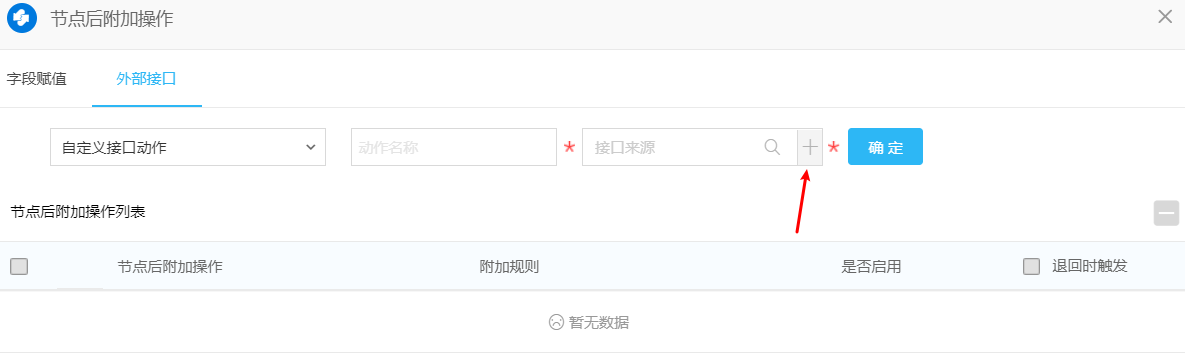 节点后附加操作
字段赋值 外部接口
自定义接口动作 动作名称 * 接口来源 * 确 定
节点后附加操作列表
节点后附加操作 附加规则 是否启用 退回时触发
暂无数据